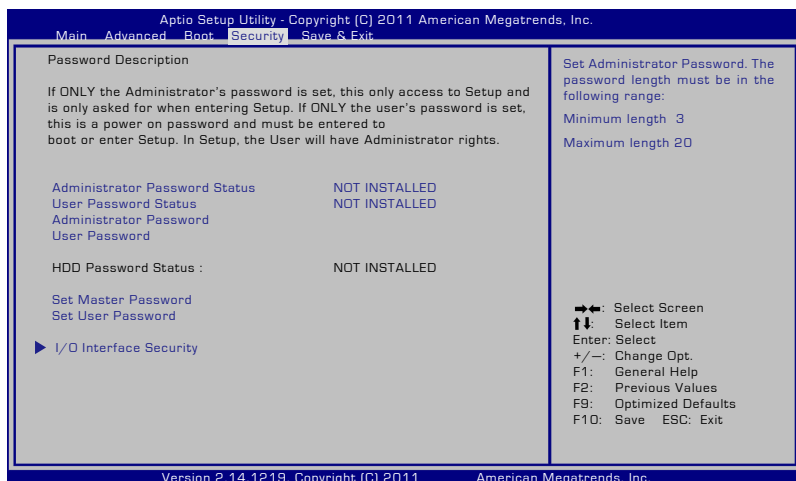 Aptio Setup Utility - Copyright (C) 2011 American Megatrends, Inc.
Main Advanced Boot Security Save & Exit
Password Description
If ONLY the Administrator's password is set, this only access to Setup and
is only asked for when entering Setup. If ONLY the user's password is set,
this is a power on password and must be entered to
boot or enter Setup. In Setup, the User will have Administrator rights.
Administrator Password Status NOT INSTALLED
User Password Status NOT INSTALLED
Administrator Password
User Password
HDD Password Status : NOT INSTALLED
Set Master Password
Set User Password
I/O Interface Security
Set Administrator Password. The
password length must be in the
following range:
Minimum length 3
Maximum length 20
→←: Select Screen
↑↓: Select Item
Enter: Select
+/—: Change Opt.
F1: General Help
F2: Previous Values
F9: Optimized Defaults
F10: Save ESC: Exit
Version 2.14.1219. Copyright (C) 2011 American Megatrends, Inc.